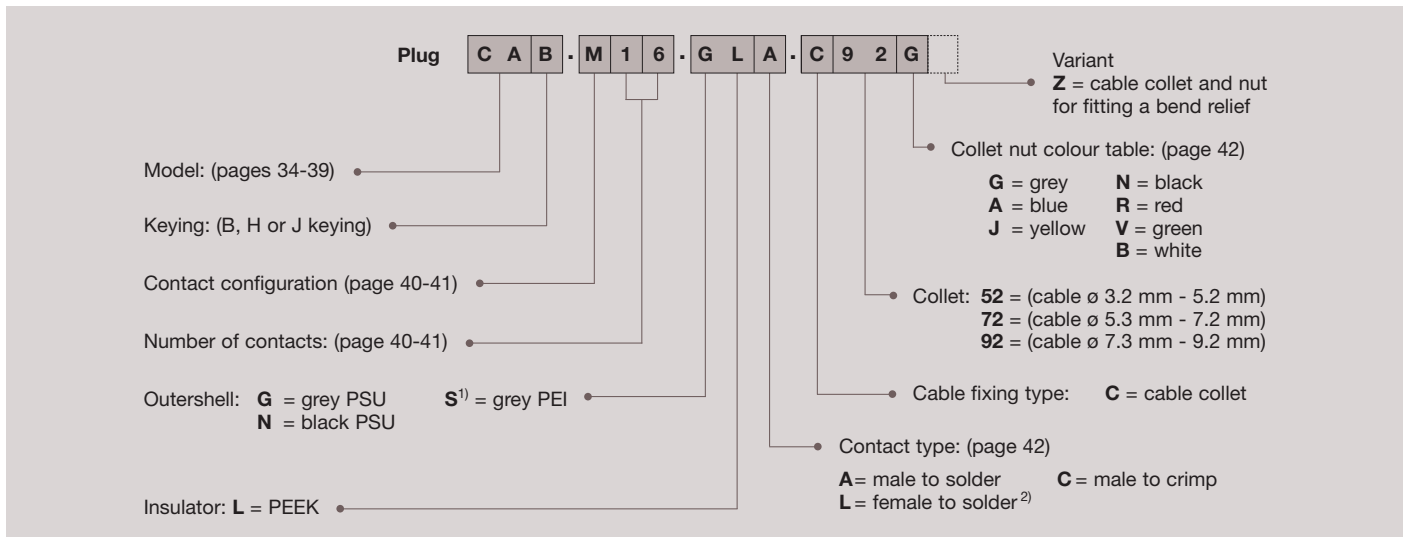 Plug C A B . M 1 6 . G L A . C 9 2 G
Variant
Z = cable collet and nut
for fitting a bend relief
Collet nut colour table: (page 42)
G = grey N = black
A = blue R = red
J = yellow V = green
B = white
Model: (pages 34-39)
Keying: (B, H or J keying)
Contact configuration (page 40-41)
Collet: 52 = (cable ø 3.2 mm - 5.2 mm)
72 = (cable ø 5.3 mm - 7.2 mm)
92 = (cable ø 7.3 mm - 9.2 mm)
Number of contacts: (page 40-41)
Outershell: G = grey PSU S1) = grey PEI
N = black PSU
Cable fixing type: C = cable collet
Contact type: (page 42)
A= male to solder C = male to crimp
L = female to solder 2)
Insulator: L = PEEK